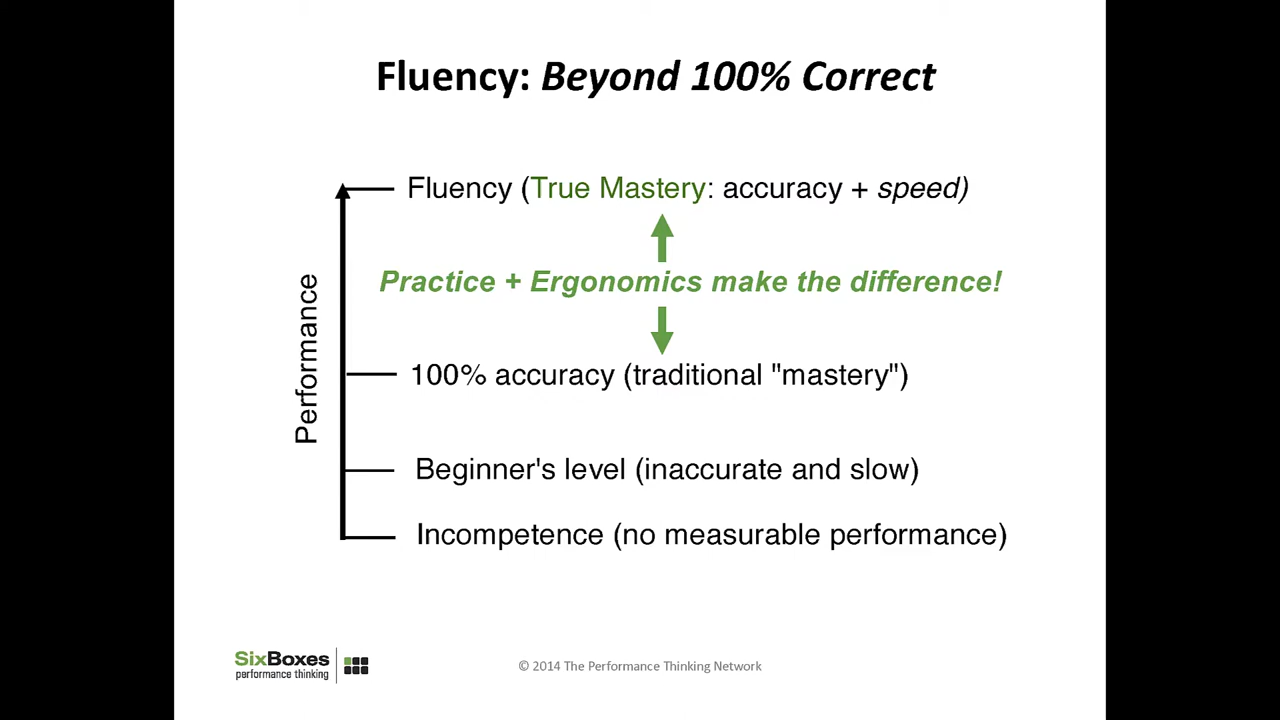 Fluency: Beyond 100% Correct
Performance
Fluency (True Mastery: accuracy + speed)
Practice + Ergonomics make the difference!
100% accuracy (traditional "mastery")
Beginner's level (inaccurate and slow)
Incompetence (no measurable performance)
SixBoxes
performance thinking
© 2014 The Performance Thinking Network